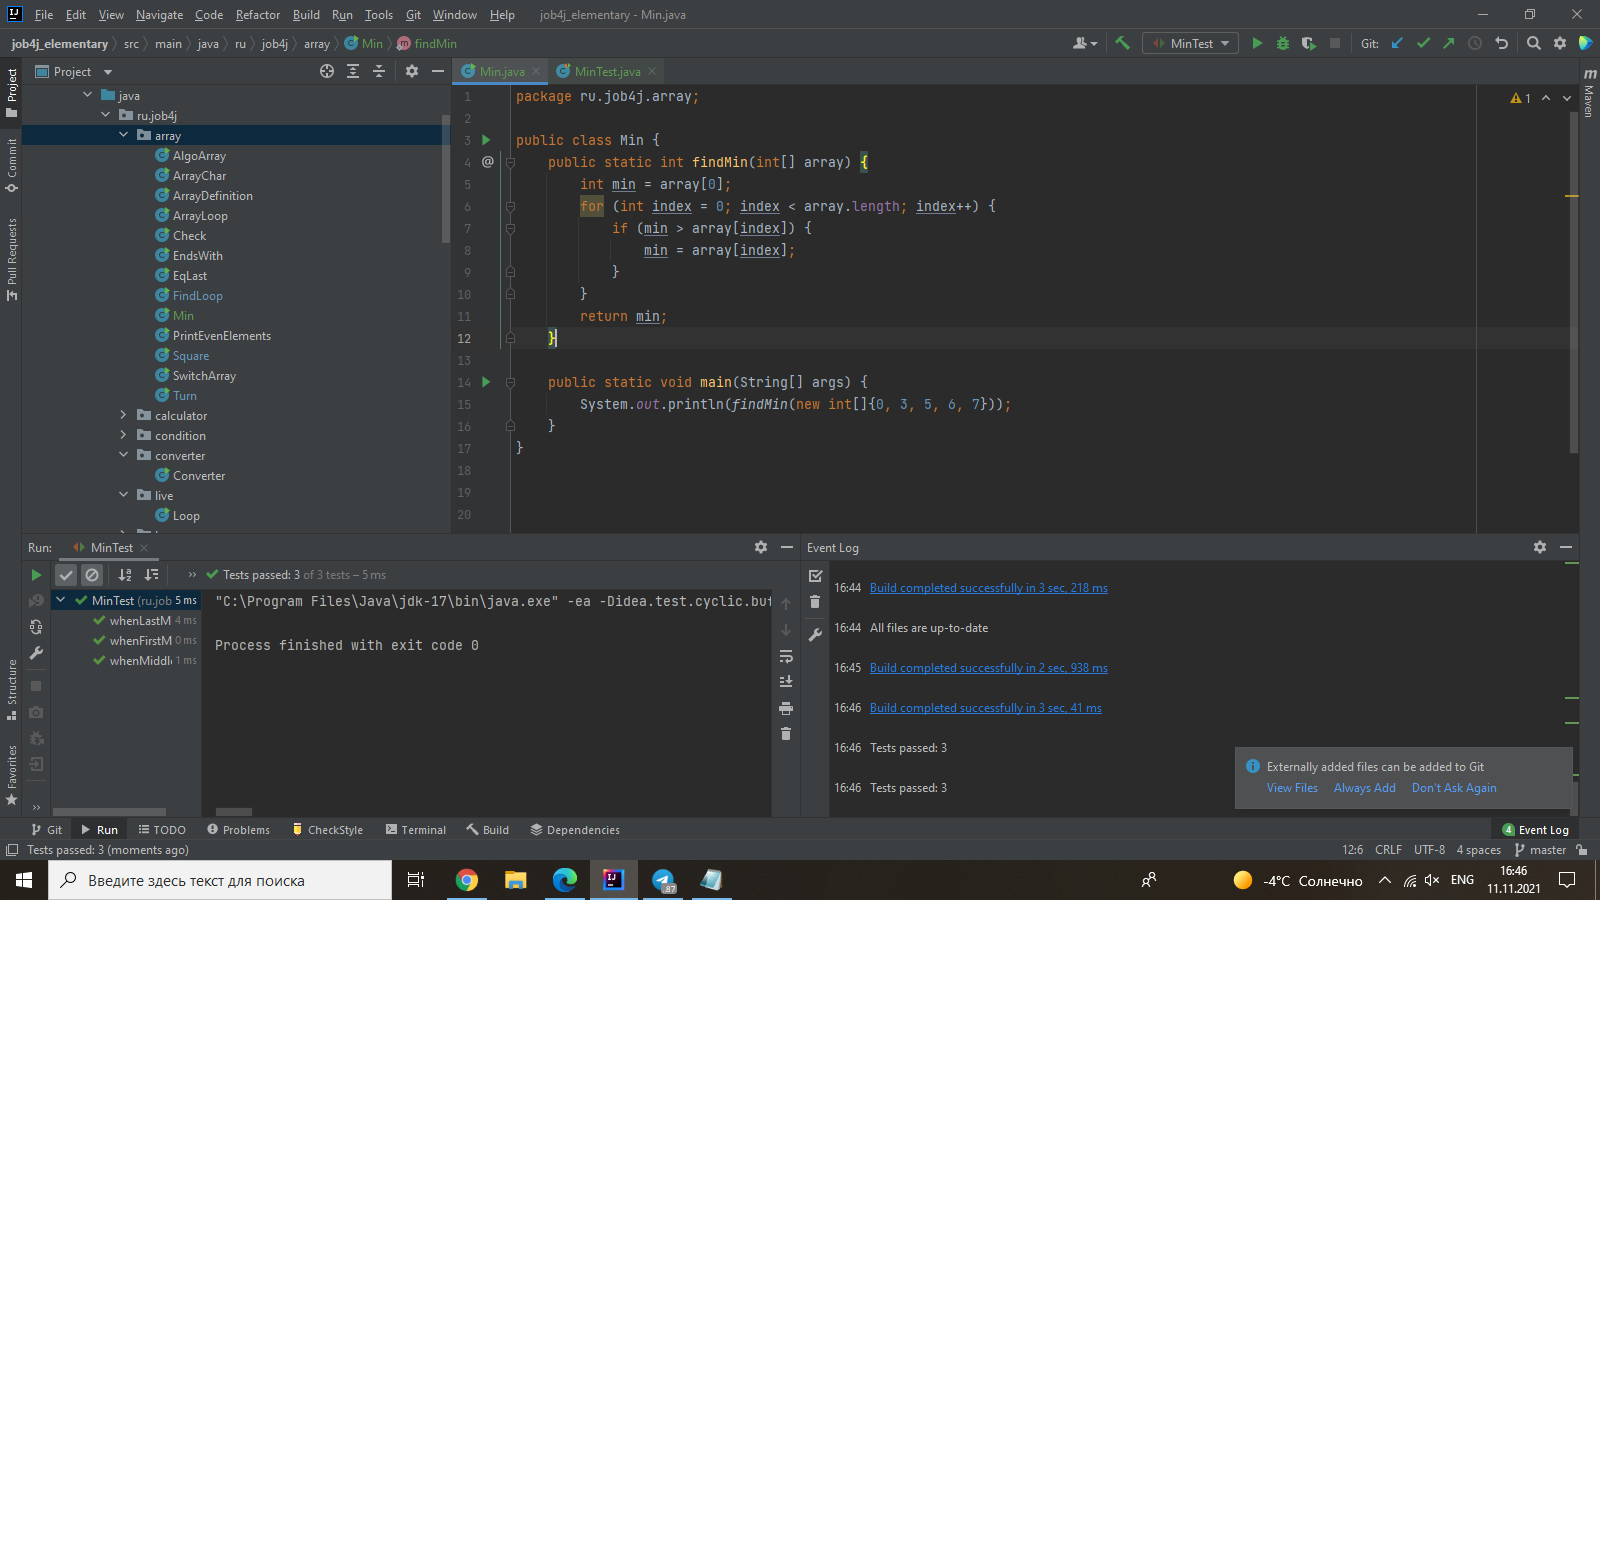 File Edit View Navigate Code Refactor Build Run Tools Git Window Help job4j_elementary - Min.java
job4j_elementary src main java ru job4j array Min findMin MinTest Git:
Project
Min.java MinTest.java
Project
Commit
Pull Requests
Structure
Favorites
Maven
java
ru.job4j
array
AlgoArray
ArrayChar
ArrayDefinition
ArrayLoop
Check
EndsWith
EqLast
FindLoop
Min
PrintEvenElements
Square
SwitchArray
Turn
calculator
condition
converter
Converter
live
Loop
1 package ru.job4j.array;
2
3 public class Min {
4 @ public static int findMin(int[] array) {
5 int min = array[0];
6 for (int index = 0; index < array.length; index++) {
7 if (min > array[index]) {
8 min = array[index];
9 }
10 }
11 return min;
12 }
13
14 public static void main(String[] args) {
15 System.out.println(findMin(new int[]{0, 3, 5, 6, 7}));
16 }
17 }
18
19
20
1
Run: MinTest
Tests passed: 3 of 3 tests – 5 ms
MinTest (ru.job 5 ms
whenLastM 4 ms
whenFirstM 0 ms
whenMiddl 1 ms
"C:\Program Files\Java\jdk-17\bin\java.exe" -ea -Didea.test.cyclic.buf
Process finished with exit code 0
Event Log
16:44 Build completed successfully in 3 sec, 218 ms
16:44 All files are up-to-date
16:45 Build completed successfully in 2 sec, 938 ms
16:46 Build completed successfully in 3 sec, 41 ms
16:46 Tests passed: 3
16:46 Tests passed: 3
Externally added files can be added to Git
View Files Always Add Don't Ask Again
Git Run TODO Problems CheckStyle Terminal Build Dependencies 4 Event Log
Tests passed: 3 (moments ago) 12:6 CRLF UTF-8 4 spaces master
Введите здесь текст для поиска 87 -4°C Солнечно ENG 16:46
11.11.2021